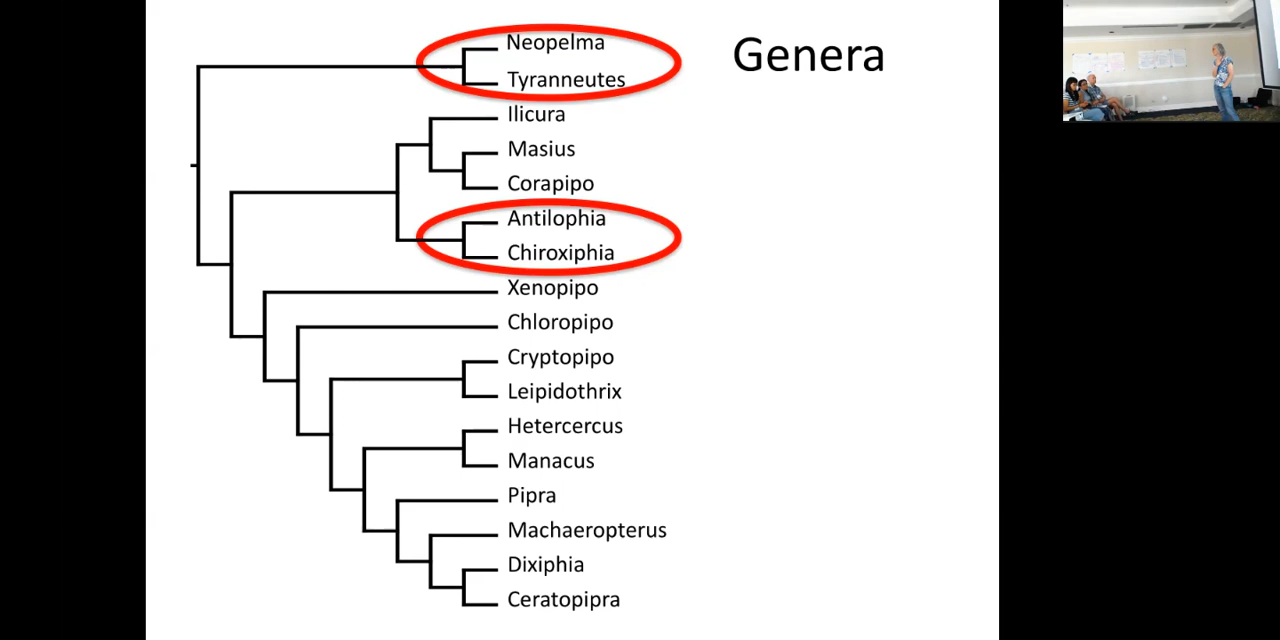 Genera
Neopelma
Tyranneutes
Ilicura
Masius
Corapipo
Antilophia
Chiroxiphia
Xenopipo
Chloropipo
Cryptopipo
Leipidothrix
Hetercercus
Manacus
Pipra
Machaeropterus
Dixiphia
Ceratopipra